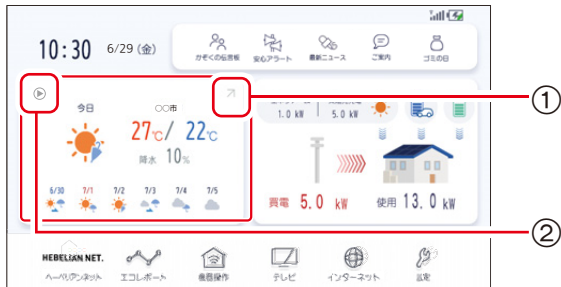 10:30 6/29 (金)
かぞくの伝言板 安心アラート 最新ニュース ご案内 ゴミの日
①
今日 ○○市
27℃/ 22℃
降水 10%
6/30 7/1 7/2 7/3 7/4 7/5
1.0 kW 5.0 kW
買電 5.0 kW 使用 13.0 kW
②
HEBELIAN NET.
ヘーベリアンネット エコレポート 機器操作 テレビ インターネット 設定